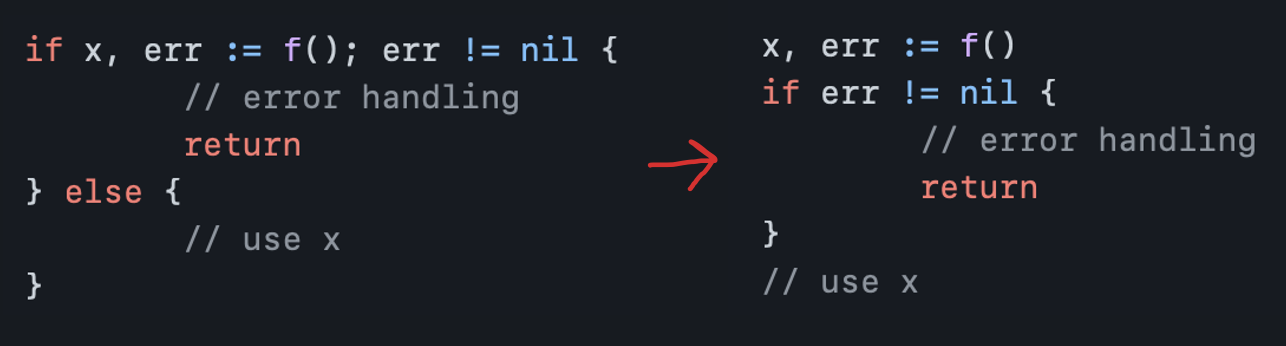 if x, err := f(); err != nil {
        // error handling
        return
} else {
        // use x
}
x, err := f()
if err != nil {
        // error handling
        return
}
// use x